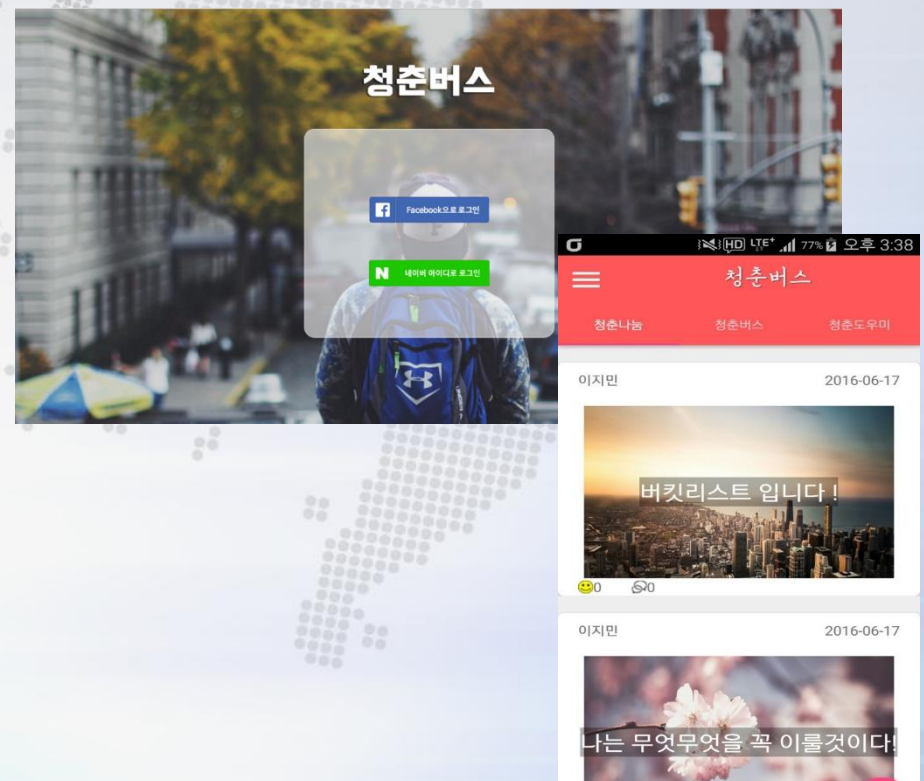 청춘버스
Facebook으로 로그인
네이버 아이디로 로그인
HD LTE+ 77% 오후 3:38
청춘버스
청춘나눔 청춘버스 청춘도우미
이지민 2016-06-17
버킷리스트 입니다 !
0 0
이지민 2016-06-17
나는 무엇무엇을 꼭 이룰것이다!